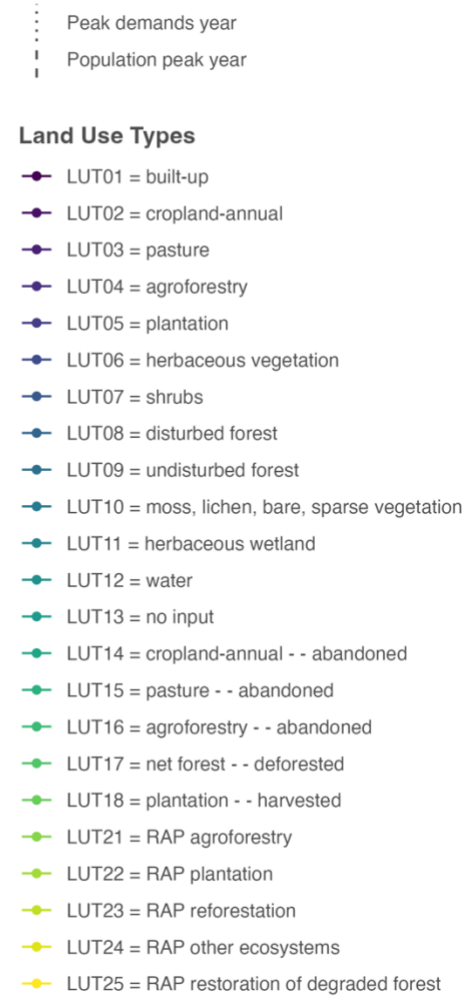 Peak demands year
Population peak year
Land Use Types
LUT01 = built-up
LUT02 = cropland-annual
LUT03 = pasture
LUT04 = agroforestry
LUT05 = plantation
LUT06 = herbaceous vegetation
LUT07 = shrubs
LUT08 = disturbed forest
LUT09 = undisturbed forest
LUT10 = moss, lichen, bare, sparse vegetation
LUT11 = herbaceous wetland
LUT12 = water
LUT13 = no input
LUT14 = cropland-annual - - abandoned
LUT15 = pasture - - abandoned
LUT16 = agroforestry - - abandoned
LUT17 = net forest - - deforested
LUT18 = plantation - - harvested
LUT21 = RAP agroforestry
LUT22 = RAP plantation
LUT23 = RAP reforestation
LUT24 = RAP other ecosystems
LUT25 = RAP restoration of degraded forest